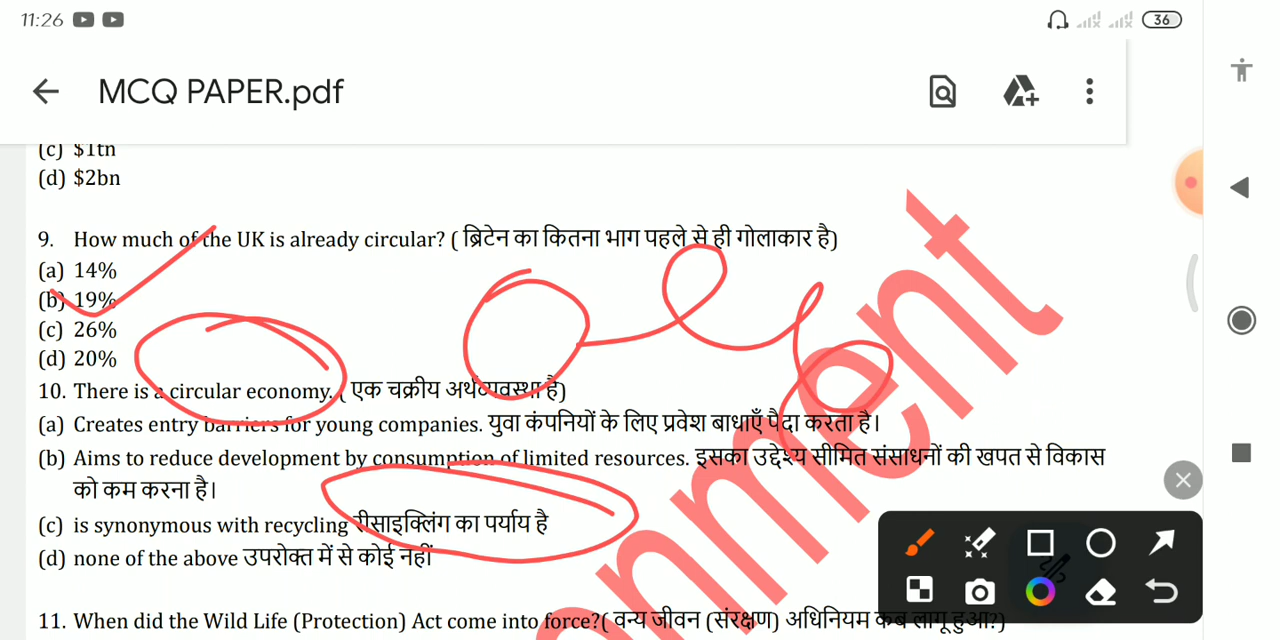 11:26
36
MCQ PAPER.pdf
(c) $1tn
(d) $2bn
9. How much of the UK is already circular? ( ब्रिटेन का कितना भाग पहले से ही गोलाकार है)
(a) 14%
(b) 19%
(c) 26%
(d) 20%
10. There is a circular economy. ( एक चक्रीय अर्थव्यवस्था है)
(a) Creates entry barriers for young companies. युवा कंपनियों के लिए प्रवेश बाधाएँ पैदा करता है।
(b) Aims to reduce development by consumption of limited resources. इसका उद्देश्य सीमित संसाधनों की खपत से विकास
को कम करना है।
(c) is synonymous with recycling रीसाइक्लिंग का पर्याय है
(d) none of the above उपरोक्त में से कोई नहीं
11. When did the Wild Life (Protection) Act come into force?( वन्य जीवन (संरक्षण) अधिनियम कब लागू हुआ?)
onment